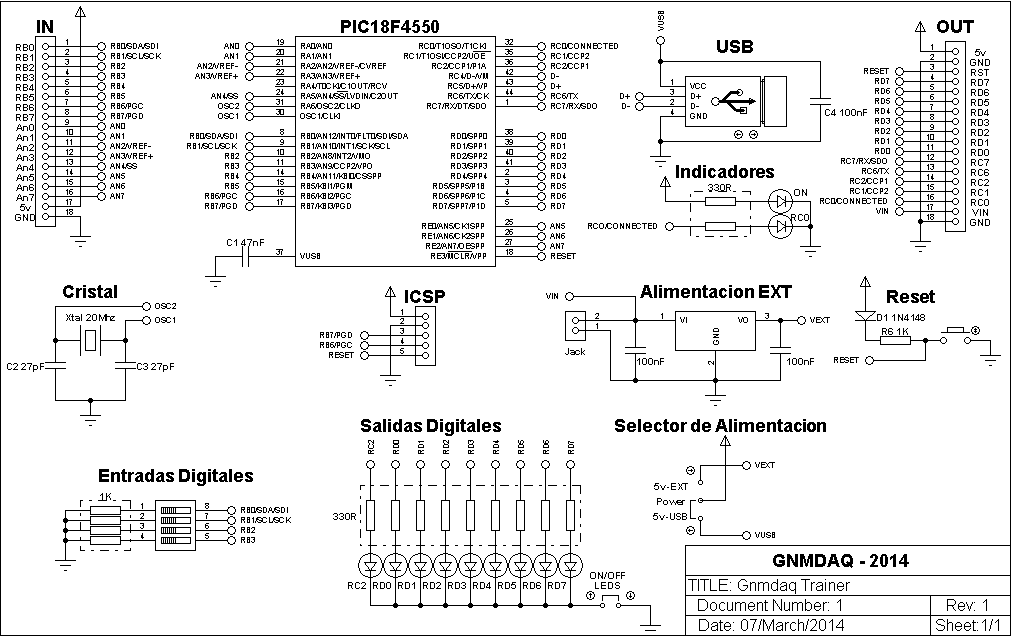 IN
1 RB0/SDA/SDI
RB0
2 RB1/SCL/SCK
RB1
3 RB2
RB2
4 RB3
RB3
5 RB4
RB4
6 RB5
RB5
7 RB6/PGC
RB6
8 RB7/PGD
RB7
9 AN0
An0
10 AN1
An1
11 AN2/VREF-
An2
12 AN3/VREF+
An3
13 AN4/SS
An4
14 AN5
An5
15 AN6
An6
16 AN7
An7
17
5v
18
GND
PIC18F4550
AN0 19 RA0/AN0
AN1 20 RA1/AN1
AN2/VREF- 21 RA2/AN2/VREF-/CVREF
AN3/VREF+ 22 RA3/AN3/VREF+
23 RA4/T0CKI/C1OUT/RCV
AN4/SS 24 RA5/AN4/SS/LVDIN/C2OUT
OSC2 31 RA6/OSC2/CLKO
OSC1 30 OSC1/CLKI
RB0/SDA/SDI 8 RB0/AN12/INT0/FLT0/SDI/SDA
RB1/SCL/SCK 9 RB1/AN10/INT1/SCK/SCL
RB2 10 RB2/AN8/INT2/VMO
RB3 11 RB3/AN9/CCP2/VPO
RB4 14 RB4/AN11/KBI0/CSSPP
RB5 15 RB5/KBI1/PGM
RB6/PGC 16 RB6/KBI2/PGC
RB7/PGD 17 RB7/KBI3/PGD
C1 47nF 37 VUSB
RC0/T1OSO/T1CKI 32 RC0/CONNECTED
RC1/T1OSI/CCP2/UOE 35 RC1/CCP2
RC2/CCP1/P1A 36 RC2/CCP1
RC4/D-/VM 42 D-
RC5/D+/VP 43 D+
RC6/TX/CK 44 RC6/TX
RC7/RX/DT/SDO 1 RC7/RX/SDO
RD0/SPP0 38 RD0
RD1/SPP1 39 RD1
RD2/SPP2 40 RD2
RD3/SPP3 41 RD3
RD4/SPP4 2 RD4
RD5/SPP5/P1B 3 RD5
RD6/SPP6/P1C 4 RD6
RD7/SPP7/P1D 5 RD7
RE0/AN5/CK1SPP 25 AN5
RE1/AN6/CK2SPP 26 AN6
RE2/AN7/OESPP 27 AN7
RE3/MCLR/VPP 18 RESET
VUSB
USB
1 VCC
D+ 3 D+
D- 2 D-
4 GND
C4 100nF
Indicadores
330R
ON
RC0/CONNECTED
RC0
OUT
1 5v
2 GND
RESET 3 RST
RD7 4 RD7
RD6 5 RD6
RD5 6 RD5
RD4 7 RD4
RD3 8 RD3
RD2 9 RD2
RD1 10 RD1
RD0 11 RD0
RC7/RX/SDO 12 RC7
RC6/TX 13 RC6
RC2/CCP1 14 RC2
RC1/CCP2 15 RC1
RC0/CONNECTED 16 RC0
VIN 17 VIN
18 GND
Cristal
OSC2
Xtal 20Mhz
OSC1
C2 27pF
C3 27pF
ICSP
1
2
RB7/PGD 3
RB6/PGC 4
RESET 5
Alimentacion EXT
VIN
2
1
Jack
1 VI VO 3 VEXT
GND
2
100nF
100nF
Reset
D1 1N4148
R6 1K
RESET
Entradas Digitales
1K
1 8 RB0/SDA/SDI
2 7 RB1/SCL/SCK
3 6 RB2
4 5 RB3
Salidas Digitales
RC2 RD0 RD1 RD2 RD3 RD4 RD5 RD6 RD7
330R
RC2 RD0 RD1 RD2 RD3 RD4 RD5 RD6 RD7
ON/OFF
LEDS
Selector de Alimentacion
VEXT
5v-EXT
Power
5v-USB
VUSB
GNMDAQ - 2014
TITLE: Gnmdaq Trainer
Document Number: 1 Rev: 1
Date: 07/March/2014 Sheet:1/1